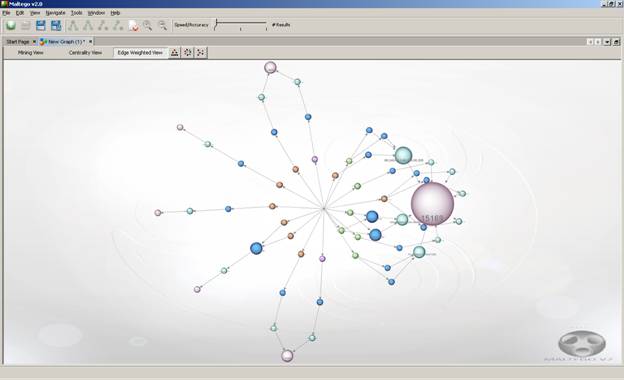 Maltego v2.0
File Edit View Navigate Tools Window Help
Speed/Accuracy # Results
Start Page New Graph (1) *
Mining View Centrality View Edge Weighted View
15169
MALTEGO V2